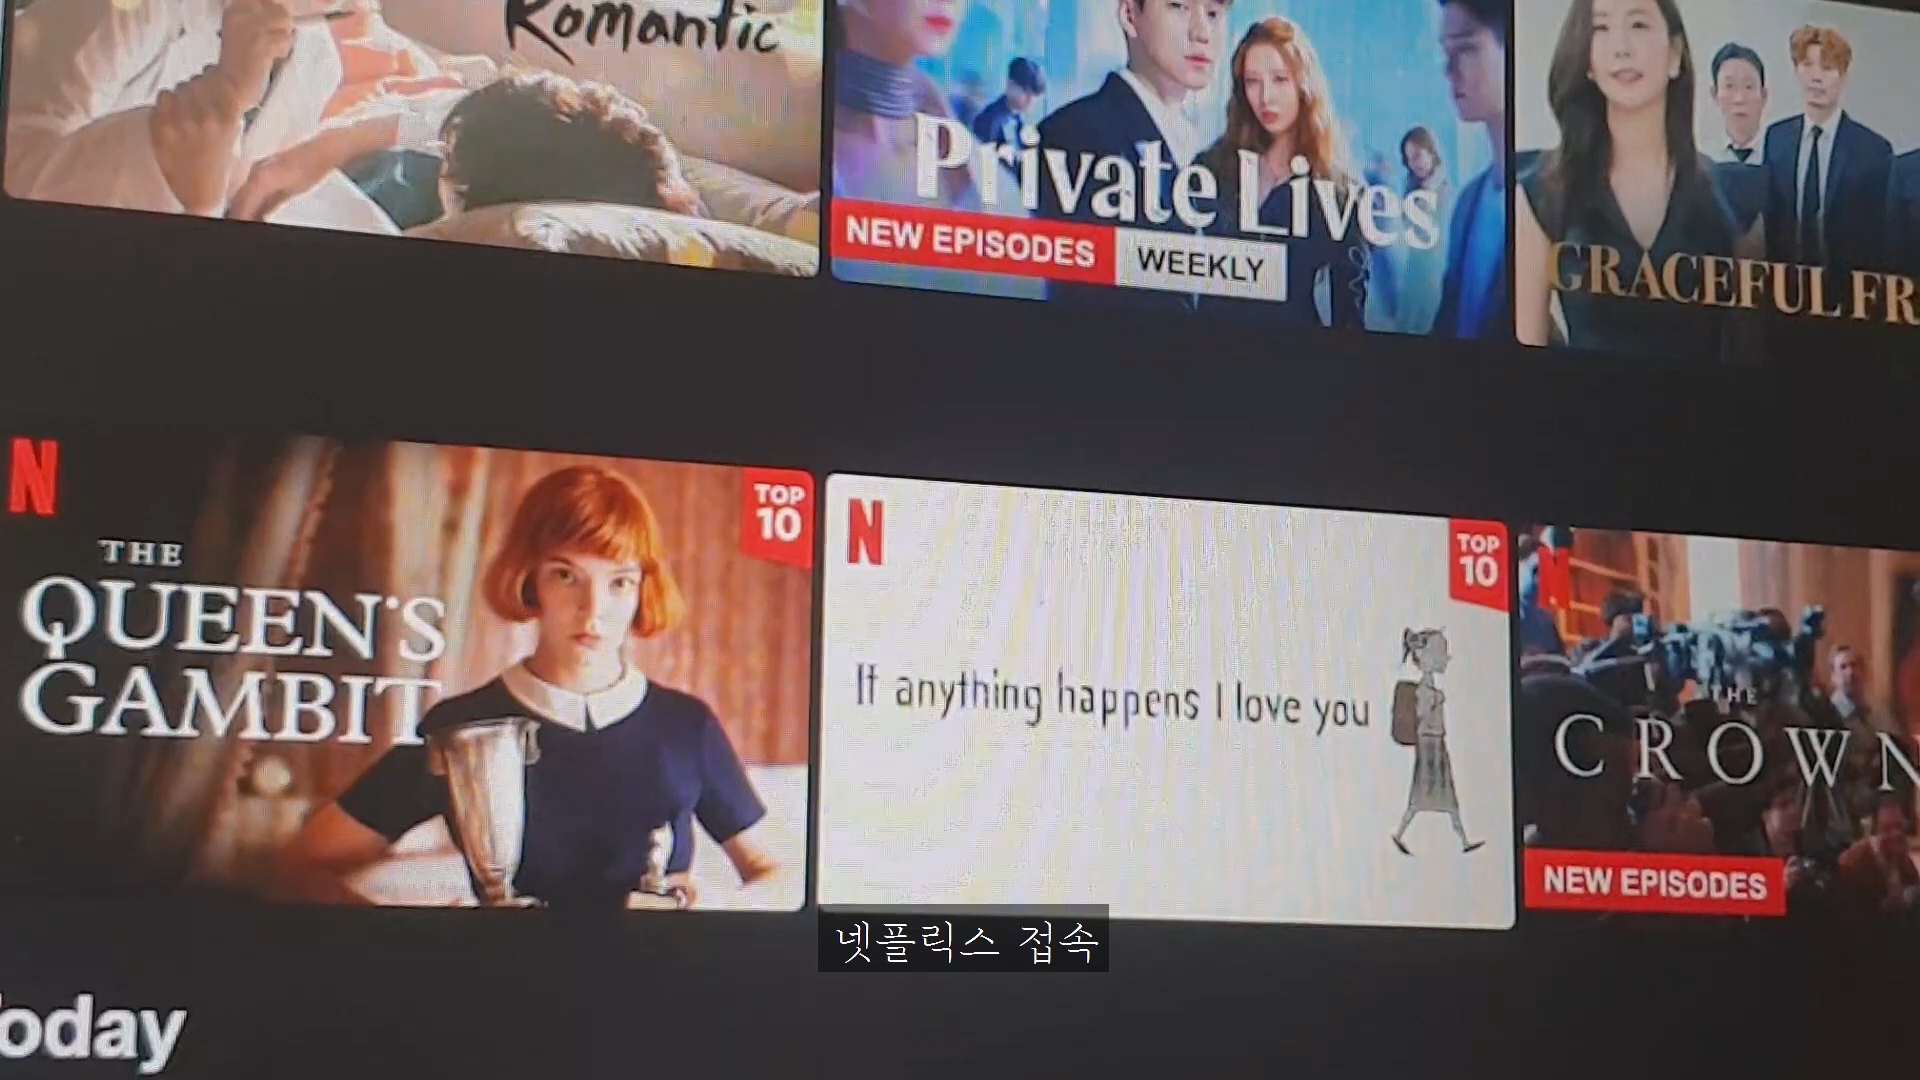 Romantic
Private Lives
NEW EPISODES WEEKLY
GRACEFUL FR
N
THE
QUEEN'S
GAMBIT
TOP
10
N
If anything happens I love you
TOP
10
N
THE
CROWN
NEW EPISODES
넷플릭스 접속
oday